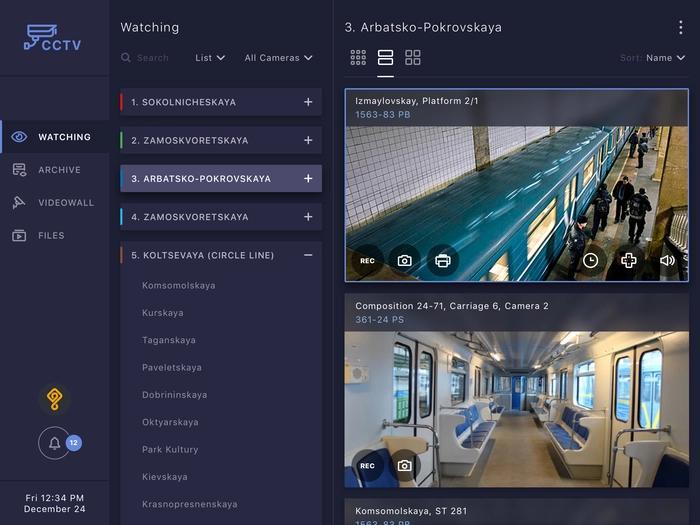 CCTV
WATCHING
ARCHIVE
VIDEOWALL
FILES
12
Fri 12:34 PM
December 24
Watching
Search
List
All Cameras
1. SOKOLNICHESKAYA
2. ZAMOSKVORETSKAYA
3. ARBATSKO-POKROVSKAYA
4. ZAMOSKVORETSKAYA
5. KOLTSEVAYA (CIRCLE LINE)
Komsomolskaya
Kurskaya
Taganskaya
Paveletskaya
Dobrininskaya
Oktyarskaya
Park Kultury
Kievskaya
Krasnopresnenskaya
3. Arbatsko-Pokrovskaya
Sort: Name
Izmaylovskay, Platform 2/1
1563-83 PB
REC
Composition 24-71, Carriage 6, Camera 2
361-24 PS
REC
Komsomolskaya, ST 281
1563-83 PB